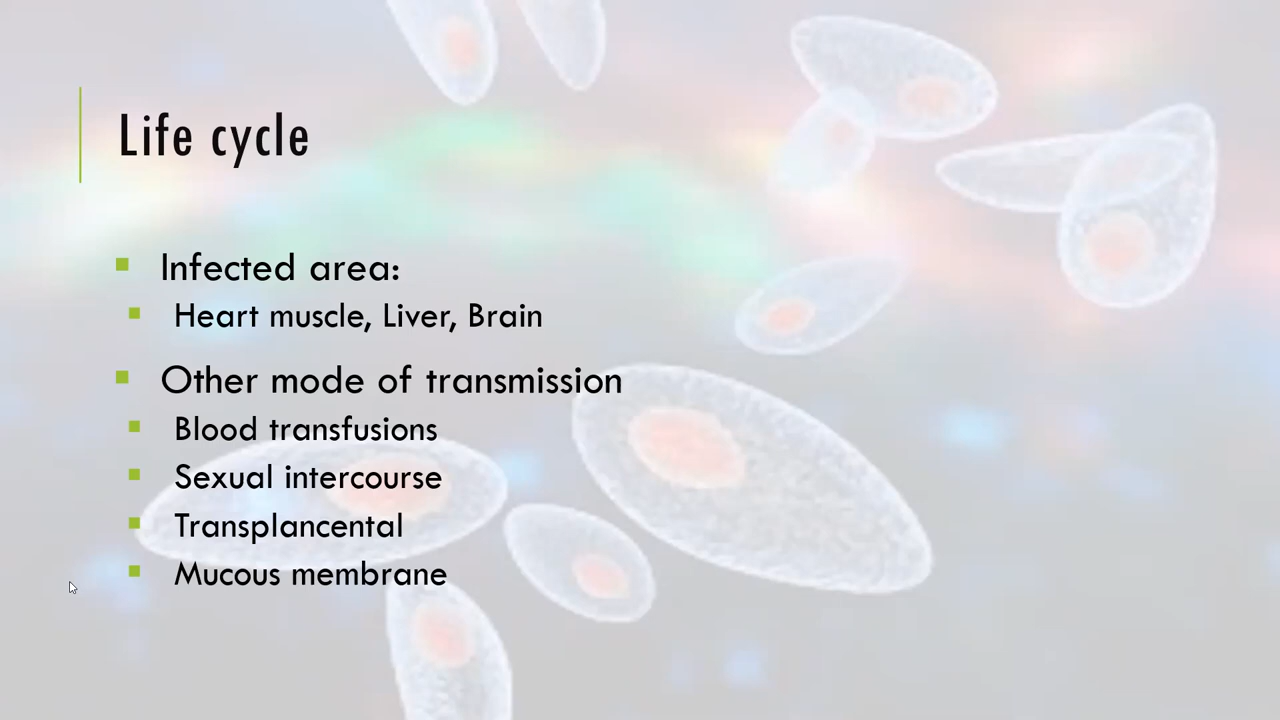 Life cycle
Infected area:
Heart muscle, Liver, Brain
Other mode of transmission
Blood transfusions
Sexual intercourse
Transplancental
Mucous membrane